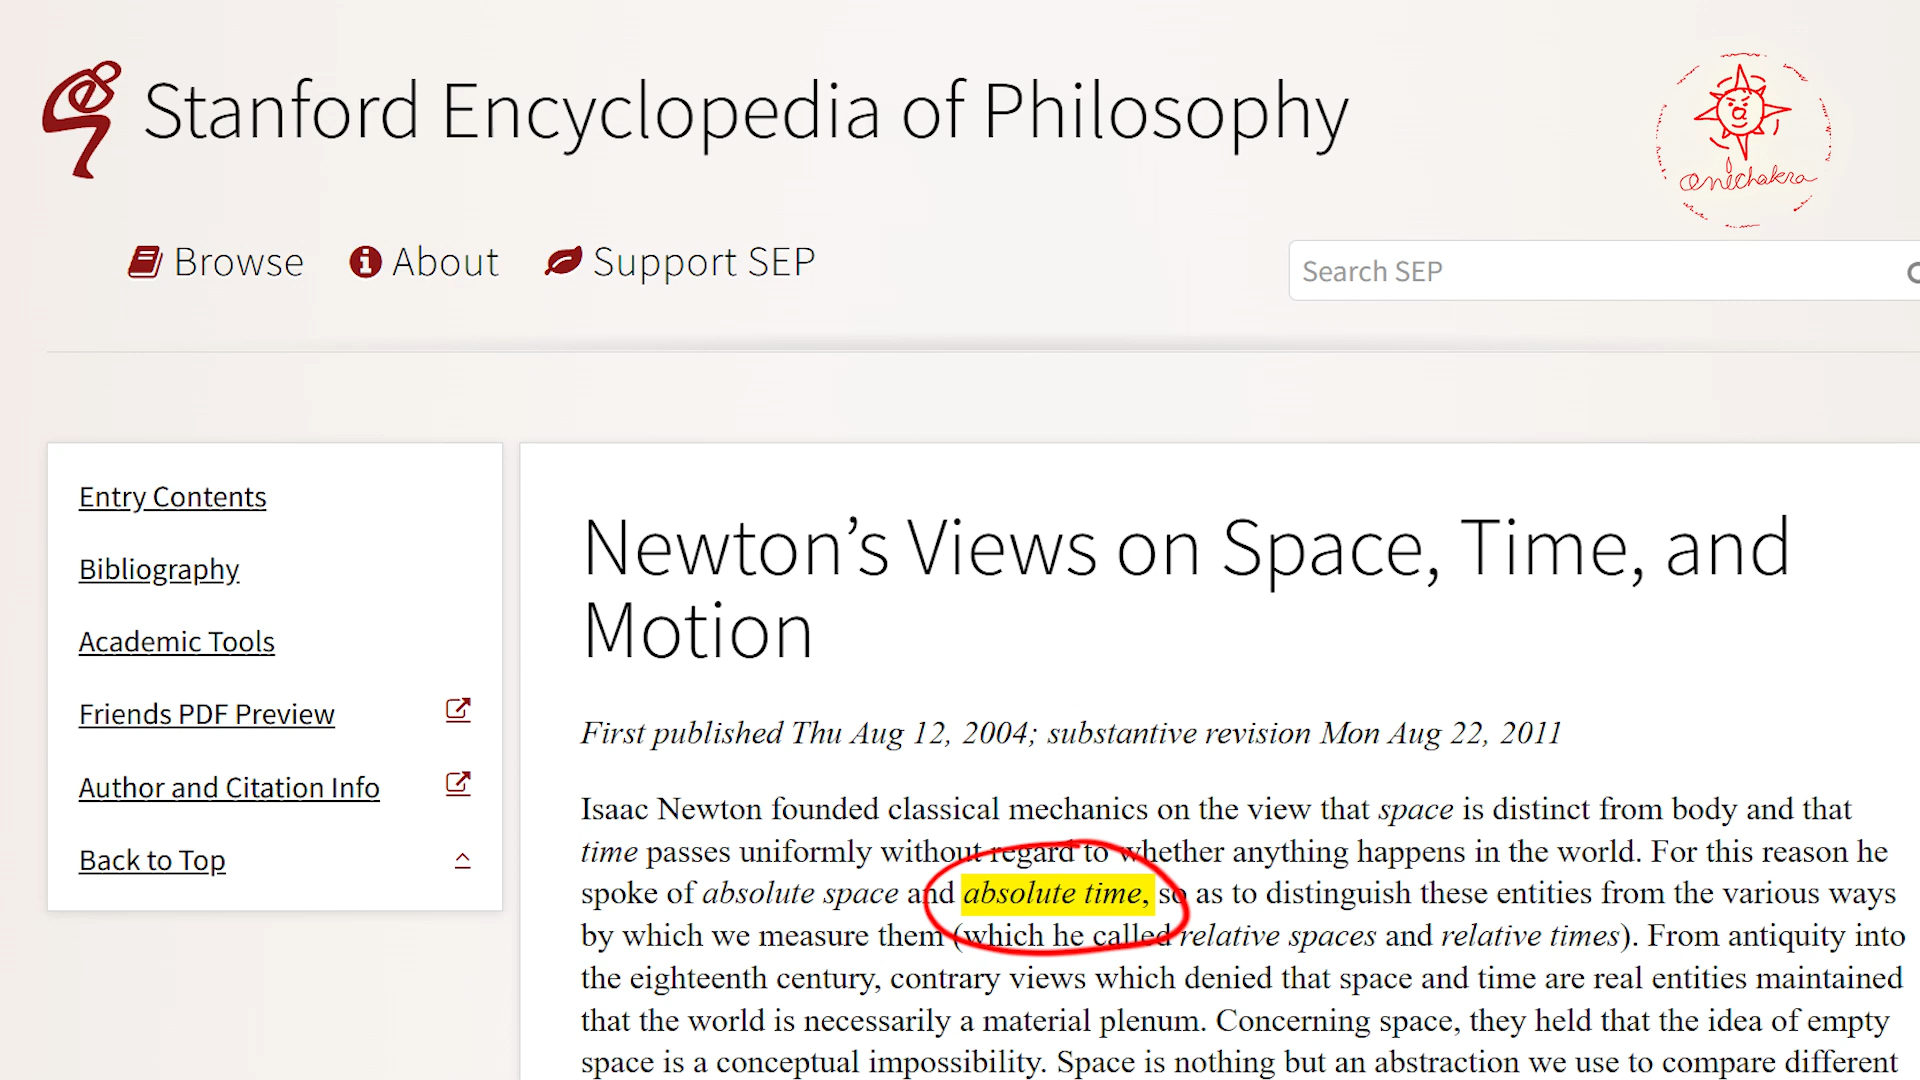 Stanford Encyclopedia of Philosophy
Onichakra
Browse
About
Support SEP
Search SEP
Entry Contents
Bibliography
Academic Tools
Friends PDF Preview
Author and Citation Info
Back to Top
Newton’s Views on Space, Time, and
Motion
First published Thu Aug 12, 2004; substantive revision Mon Aug 22, 2011
Isaac Newton founded classical mechanics on the view that space is distinct from body and that
time passes uniformly without regard to whether anything happens in the world. For this reason he
spoke of absolute space and absolute time, so as to distinguish these entities from the various ways
by which we measure them (which he called relative spaces and relative times). From antiquity into
the eighteenth century, contrary views which denied that space and time are real entities maintained
that the world is necessarily a material plenum. Concerning space, they held that the idea of empty
space is a conceptual impossibility. Space is nothing but an abstraction we use to compare different